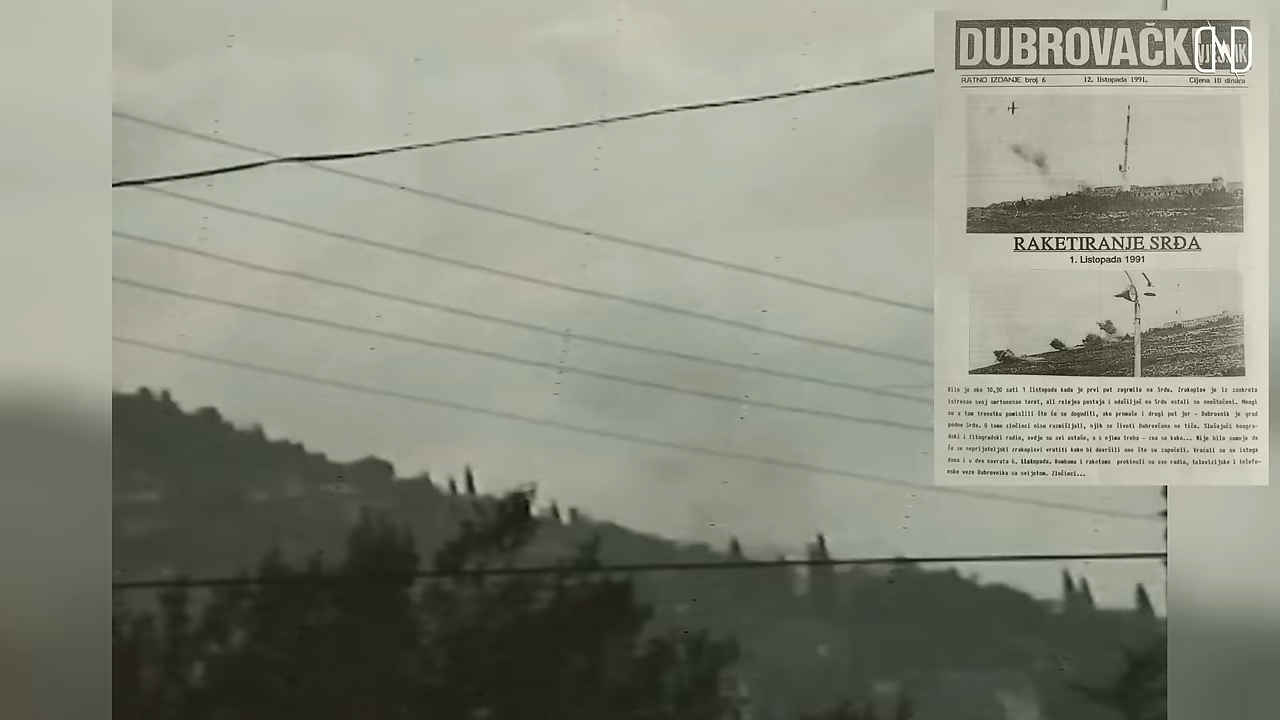 DUBROVAČKI
VJESNIK
RATNO IZDANJE broj 6 12. listopada 1991. Cijena 10 dinara
RAKETIRANJE SRĐA
1. Listopada 1991
Bilo je oko 10,30 sati 1 listopada kada je prvi put zagrmilo na Srđu. Zrakoplov je iz zaokreta
istresao svoj smrtonosan teret, ali relejna postaja i odašiljač na Srđu ostali su neoštećeni. Mnogi
su u tom trenutku pomislili što će se dogoditi, ako promaše i drugi put jer - Dubrovnik je grad
podno Srđa. O tome zločinci nisu razmišljali, njih se životi Dubrovčana ne tiču. Slušajući beogra-
dski i titogradski radio, ovdje su svi ustaše, a s njima treba - zna se kako... Nije bilo sumnje da
će se neprijateljski zrakoplovi vratiti kako bi dovršili ono što su započeli. Vraćali su se istoga
dana i u dva navrata 6. listopada. Bombama i raketama prekinuli su sve radio, televizijske i telefo-
nske veze Dubrovnika sa svijetom. Zločinci...